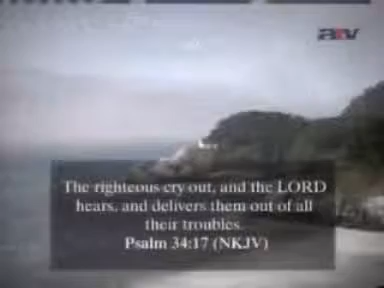 atv
The righteous cry out, and the LORD
hears, and delivers them out of all
their troubles.
Psalm 34:17 (NKJV)